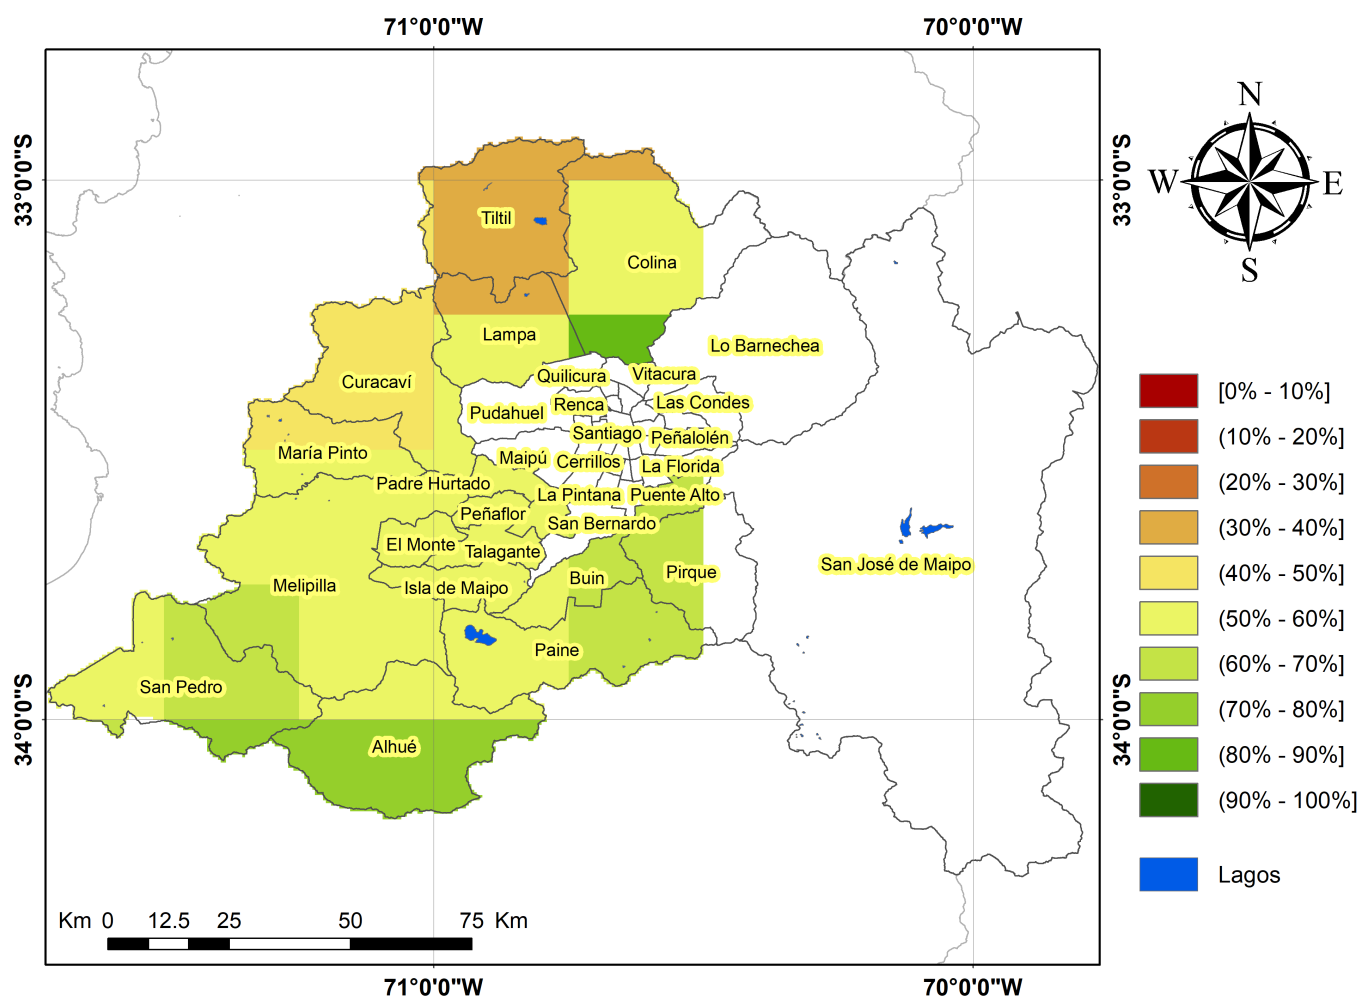 71°0'0"W
70°0'0"W
33°0'0"S
33°0'0"S
N
W
E
S
Tiltil
Colina
Lampa
Lo Barnechea
Curacaví
Quilicura
Vitacura
Pudahuel
Renca
Las Condes
Santiago
Peñalolén
María Pinto
Maipú
Cerrillos
La Florida
Padre Hurtado
La Pintana
Puente Alto
Peñaflor
San Bernardo
El Monte
Talagante
San José de Maipo
Melipilla
Isla de Maipo
Buin
Pirque
Paine
San Pedro
Alhué
34°0'0"S
34°0'0"S
[0% - 10%]
(10% - 20%]
(20% - 30%]
(30% - 40%]
(40% - 50%]
(50% - 60%]
(60% - 70%]
(70% - 80%]
(80% - 90%]
(90% - 100%]
Lagos
Km 0 12.5 25 50 75 Km
71°0'0"W
70°0'0"W